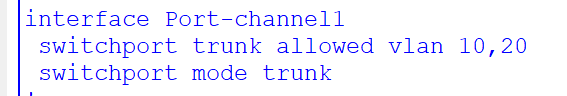 interface Port-channel1
switchport trunk allowed vlan 10,20
switchport mode trunk